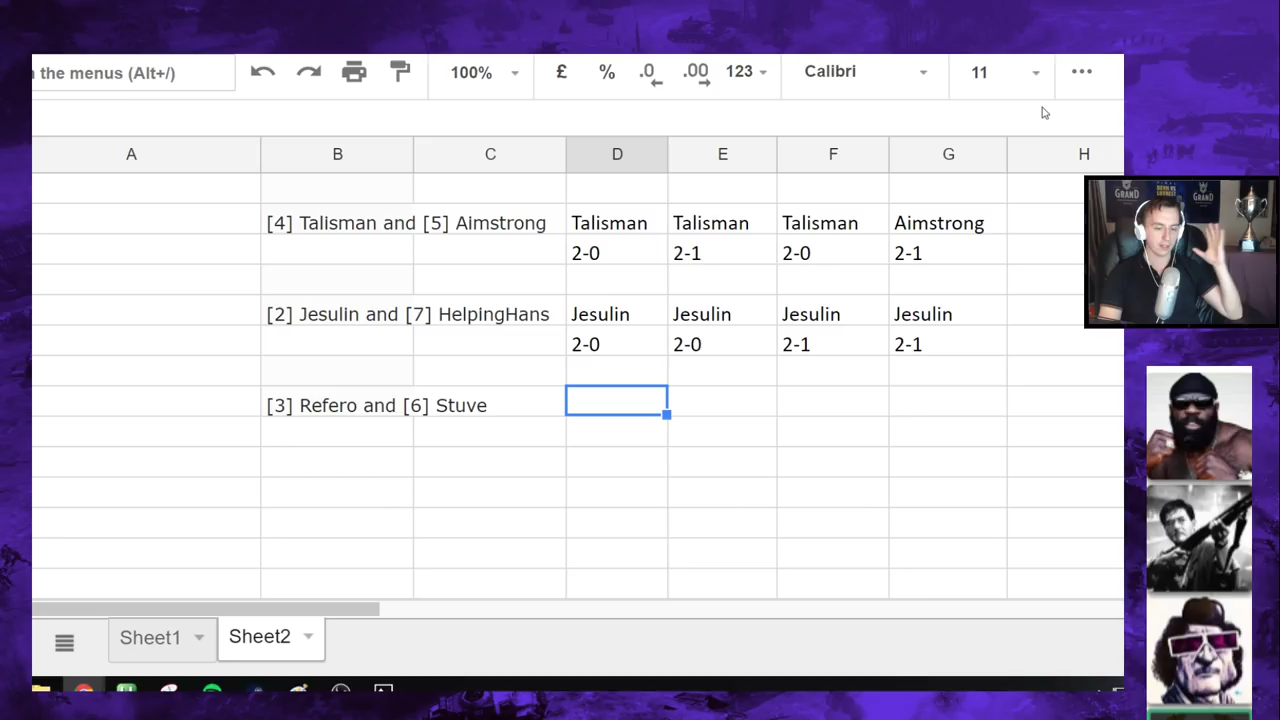 n the menus (Alt+/)
100%
£
%
.0
.00
123
Calibri
11
A
B
C
D
E
F
G
H
[4] Talisman and [5] Aimstrong
Talisman
Talisman
Talisman
Aimstrong
2-0
2-1
2-0
2-1
[2] Jesulin and [7] HelpingHans
Jesulin
Jesulin
Jesulin
Jesulin
2-0
2-0
2-1
2-1
[3] Refero and [6] Stuve
Sheet1
Sheet2
GRAND
GRAND